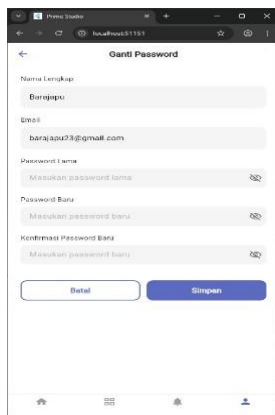 Primo Studio
localhost:51151
Ganti Password
Nama Lengkap
Barajapu
Email
barajapu23@gmail.com
Password Lama
Masukan password lama
Password Baru
Masukan password baru
Konfirmasi Password Baru
Masukan password baru
Batal
Simpan